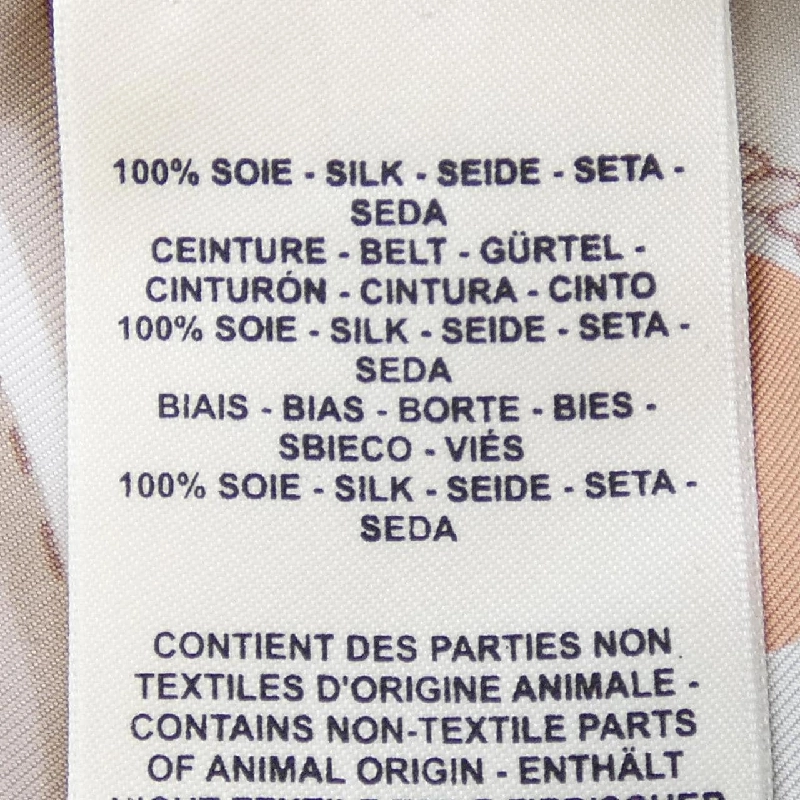 100% SOIE - SILK - SEIDE - SETA -
SEDA
CEINTURE - BELT - GÜRTEL -
CINTURÓN - CINTURA - CINTO
100% SOIE - SILK - SEIDE - SETA -
SEDA
BIAIS - BIAS - BORTE - BIES -
SBIECO - VIÉS
100% SOIE - SILK - SEIDE - SETA -
SEDA
CONTIENT DES PARTIES NON
TEXTILES D'ORIGINE ANIMALE -
CONTAINS NON-TEXTILE PARTS
OF ANIMAL ORIGIN - ENTHÄLT